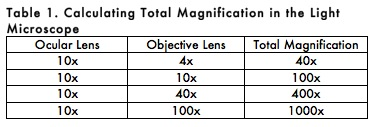 Table 1. Calculating Total Magnification in the Light
Microscope
Ocular Lens Objective Lens Total Magnification
10x 4x 40x
10x 10x 100x
10x 40x 400x
10x 100x 1000x